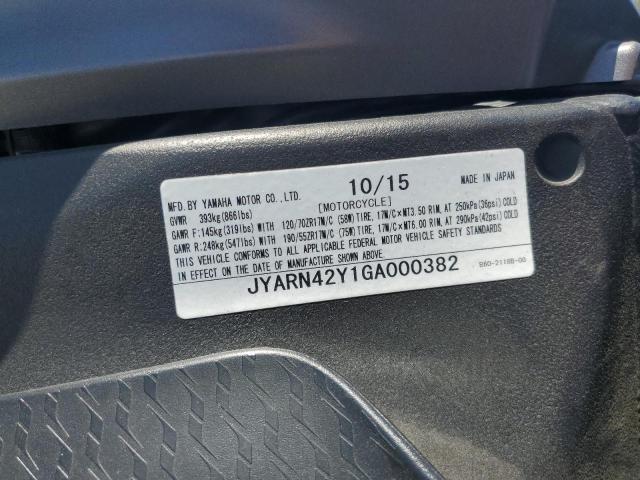 MFD. BY YAMAHA MOTOR CO., LTD. 10/15 MADE IN JAPAN
GVWR 393kg(866lbs) [MOTORCYCLE]
GAWR F:145kg(319lbs) WITH 120/70ZR17M/C (58W) TIRE, 17M/C×MT3.50 RIM, AT 250kPa(36psi) COLD
GAWR R:248kg(547lbs) WITH 190/55ZR17M/C (75W) TIRE, 17M/C×MT6.00 RIM, AT 290kPa(42psi) COLD
THIS VEHICLE CONFORMS TO ALL APPLICABLE FEDERAL MOTOR VEHICLE SAFETY STANDARDS
IN EFFECT ON THE DATE OF MANUFACTURE SHOWN ABOVE.
JYARN42Y1GA000382
B60-2118B-00